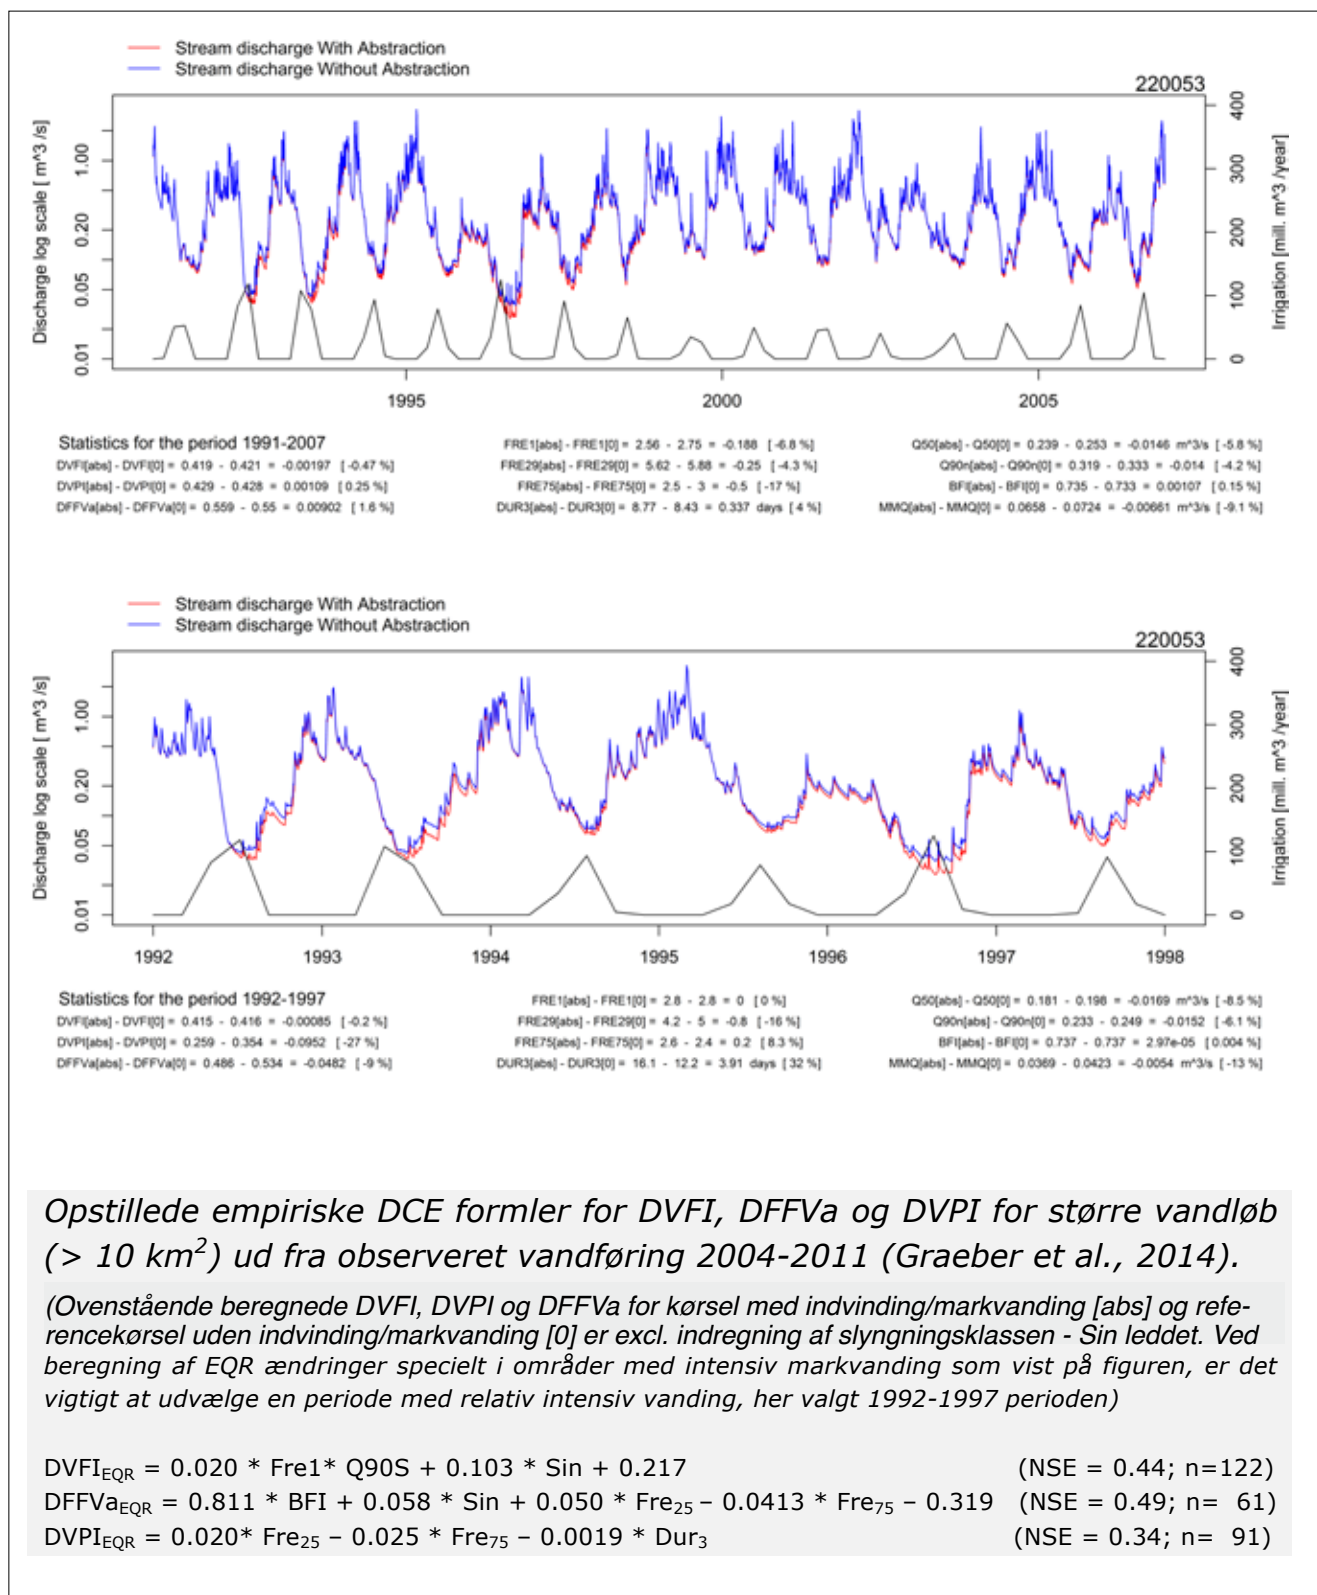 Stream discharge With Abstraction
Stream discharge Without Abstraction
220053
Discharge log scale [ m^3 /s]
0.01 0.05 0.20 1.00
Irrigation [mill. m^3 /year]
0 100 200 300 400
1995 2000 2005
Statistics for the period 1991-2007
DVFI[abs] - DVFI[0] = 0.419 - 0.421 = -0.00197 [ -0.47 %]
DVPI[abs] - DVPI[0] = 0.429 - 0.428 = 0.00109 [ 0.25 %]
DFFVa[abs] - DFFVa[0] = 0.559 - 0.55 = 0.00902 [ 1.6 %]
FRE1[abs] - FRE1[0] = 2.56 - 2.75 = -0.188 [ -6.8 %]
FRE29[abs] - FRE29[0] = 5.62 - 5.88 = -0.25 [ -4.3 %]
FRE75[abs] - FRE75[0] = 2.5 - 3 = -0.5 [ -17 %]
DUR3[abs] - DUR3[0] = 8.77 - 8.43 = 0.337 days [ 4 %]
Q50[abs] - Q50[0] = 0.239 - 0.253 = -0.0146 m^3/s [ -5.8 %]
Q90n[abs] - Q90n[0] = 0.319 - 0.333 = -0.014 [ -4.2 %]
BFI[abs] - BFI[0] = 0.735 - 0.733 = 0.00107 [ 0.15 %]
MMQ[abs] - MMQ[0] = 0.0658 - 0.0724 = -0.00661 m^3/s [ -9.1 %]
Stream discharge With Abstraction
Stream discharge Without Abstraction
220053
Discharge log scale [ m^3 /s]
0.01 0.05 0.20 1.00
Irrigation [mill. m^3 /year]
0 100 200 300 400
1992 1993 1994 1995 1996 1997 1998
Statistics for the period 1992-1997
DVFI[abs] - DVFI[0] = 0.415 - 0.416 = -0.00085 [ -0.2 %]
DVPI[abs] - DVPI[0] = 0.259 - 0.354 = -0.0952 [ -27 %]
DFFVa[abs] - DFFVa[0] = 0.486 - 0.534 = -0.0482 [ -9 %]
FRE1[abs] - FRE1[0] = 2.8 - 2.8 = 0 [ 0 %]
FRE29[abs] - FRE29[0] = 4.2 - 5 = -0.8 [ -16 %]
FRE75[abs] - FRE75[0] = 2.6 - 2.4 = 0.2 [ 8.3 %]
DUR3[abs] - DUR3[0] = 16.1 - 12.2 = 3.91 days [ 32 %]
Q50[abs] - Q50[0] = 0.181 - 0.198 = -0.0169 m^3/s [ -8.5 %]
Q90n[abs] - Q90n[0] = 0.233 - 0.249 = -0.0152 [ -6.1 %]
BFI[abs] - BFI[0] = 0.737 - 0.737 = 2.97e-05 [ 0.004 %]
MMQ[abs] - MMQ[0] = 0.0369 - 0.0423 = -0.0054 m^3/s [ -13 %]
Opstillede empiriske DCE formler for DVFI, DFFVa og DVPI for større vandløb
(> 10 km²) ud fra observeret vandføring 2004-2011 (Graeber et al., 2014).
(Ovenstående beregnede DVFI, DVPI og DFFVa for kørsel med indvinding/markvanding [abs] og refe-
rencekørsel uden indvinding/markvanding [0] er excl. indregning af slyngningsklassen - Sin leddet. Ved
beregning af EQR ændringer specielt i områder med intensiv markvanding som vist på figuren, er det
vigtigt at udvælge en periode med relativ intensiv vanding, her valgt 1992-1997 perioden)
DVFI_EQR = 0.020 * Fre1* Q90S + 0.103 * Sin + 0.217 (NSE = 0.44; n=122)
DFFVa_EQR = 0.811 * BFI + 0.058 * Sin + 0.050 * Fre₂₅ – 0.0413 * Fre₇₅ – 0.319 (NSE = 0.49; n= 61)
DVPI_EQR = 0.020* Fre₂₅ – 0.025 * Fre₇₅ – 0.0019 * Dur₃ (NSE = 0.34; n= 91)